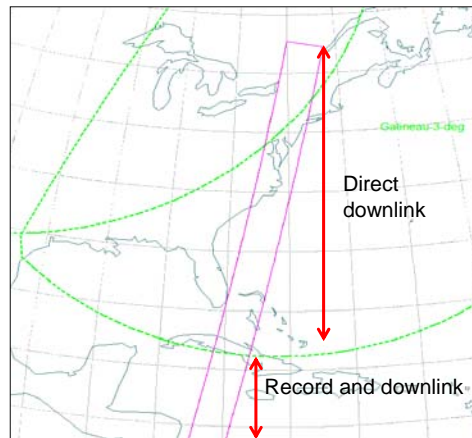 Gatineau 3 deg
Direct
downlink
Record and downlink